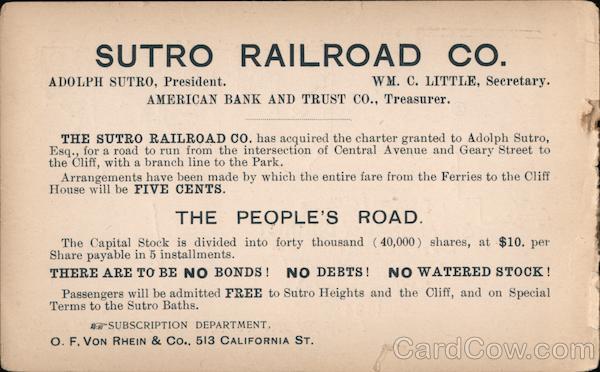 SUTRO RAILROAD CO.
ADOLPH SUTRO, President. WM. C. LITTLE, Secretary.
AMERICAN BANK AND TRUST CO., Treasurer.
THE SUTRO RAILROAD CO. has acquired the charter granted to Adolph Sutro,
Esq., for a road to run from the intersection of Central Avenue and Geary Street to
the Cliff, with a branch line to the Park.
Arrangements have been made by which the entire fare from the Ferries to the Cliff
House will be FIVE CENTS.
THE PEOPLE'S ROAD.
The Capital Stock is divided into forty thousand (40,000) shares, at $10. per
Share payable in 5 installments.
THERE ARE TO BE NO BONDS! NO DEBTS! NO WATERED STOCK!
Passengers will be admitted FREE to Sutro Heights and the Cliff, and on Special
Terms to the Sutro Baths.
☞SUBSCRIPTION DEPARTMENT,
O. F. VON RHEIN & CO., 513 CALIFORNIA ST.
CardCow.com